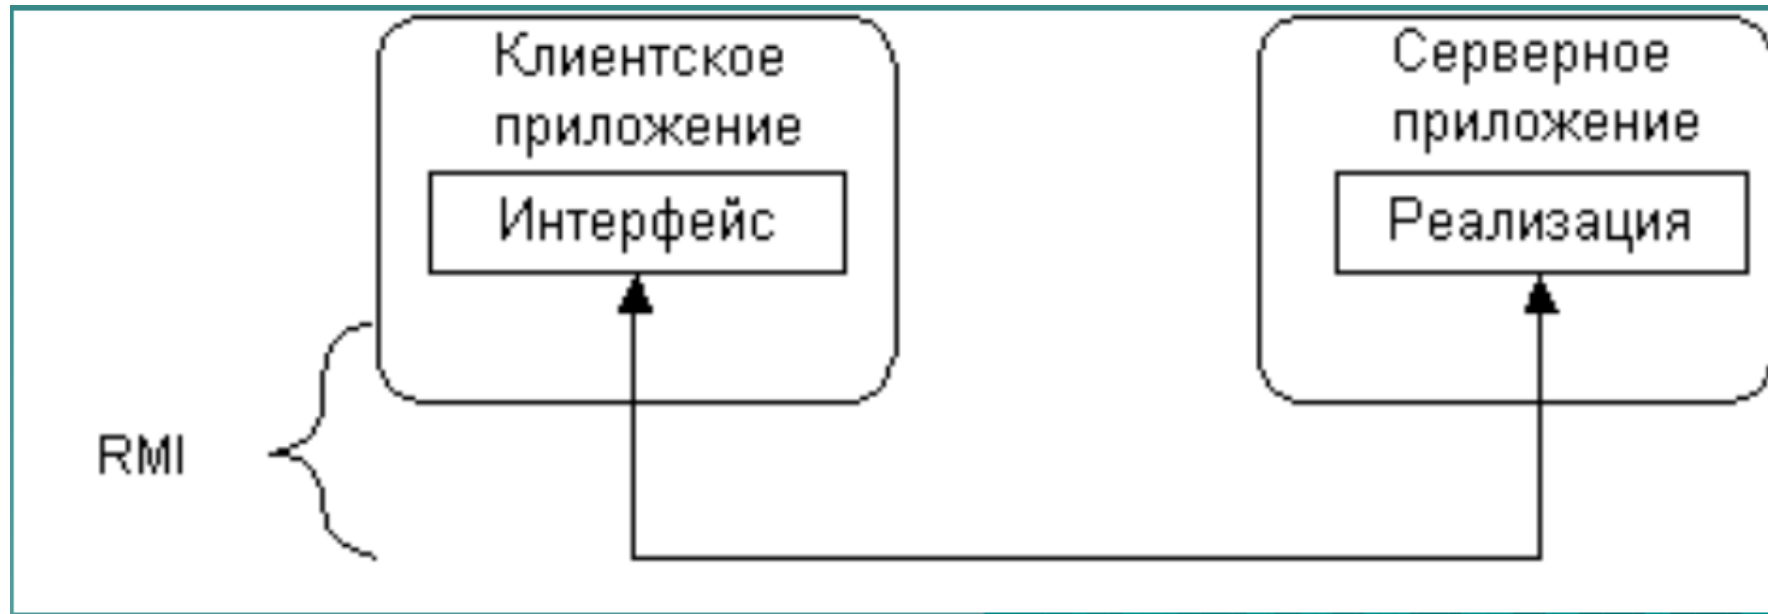 Клиентское
приложение
Интерфейс
Серверное
приложение
Реализация
RMI